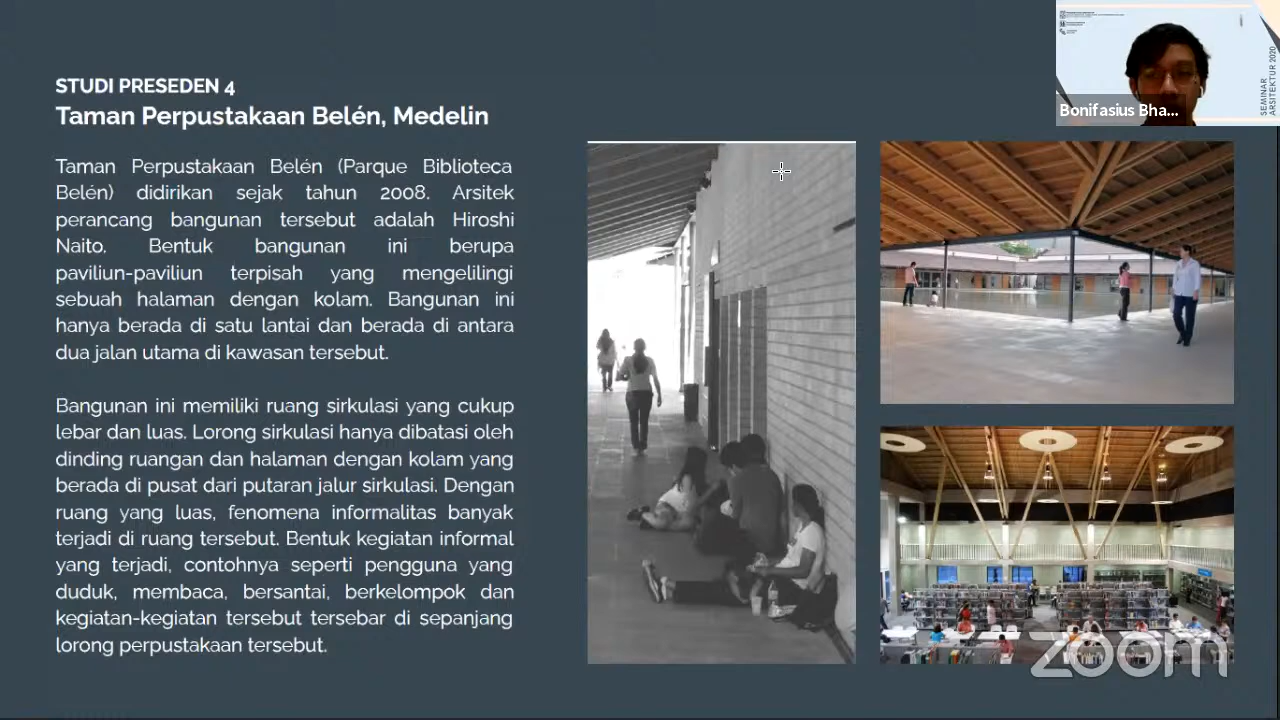 STUDI PRESEDEN 4
Taman Perpustakaan Belén, Medelin
Taman Perpustakaan Belén (Parque Biblioteca
Belén) didirikan sejak tahun 2008. Arsitek
perancang bangunan tersebut adalah Hiroshi
Naito. Bentuk bangunan ini berupa
paviliun-paviliun terpisah yang mengelilingi
sebuah halaman dengan kolam. Bangunan ini
hanya berada di satu lantai dan berada di antara
dua jalan utama di kawasan tersebut.
Bangunan ini memiliki ruang sirkulasi yang cukup
lebar dan luas. Lorong sirkulasi hanya dibatasi oleh
dinding ruangan dan halaman dengan kolam yang
berada di pusat dari putaran jalur sirkulasi. Dengan
ruang yang luas, fenomena informalitas banyak
terjadi di ruang tersebut. Bentuk kegiatan informal
yang terjadi, contohnya seperti pengguna yang
duduk, membaca, bersantai, berkelompok dan
kegiatan-kegiatan tersebut tersebar di sepanjang
lorong perpustakaan tersebut.
Bonifasius Bha...
SEMINAR
ARSITEKTUR 2020
zoom